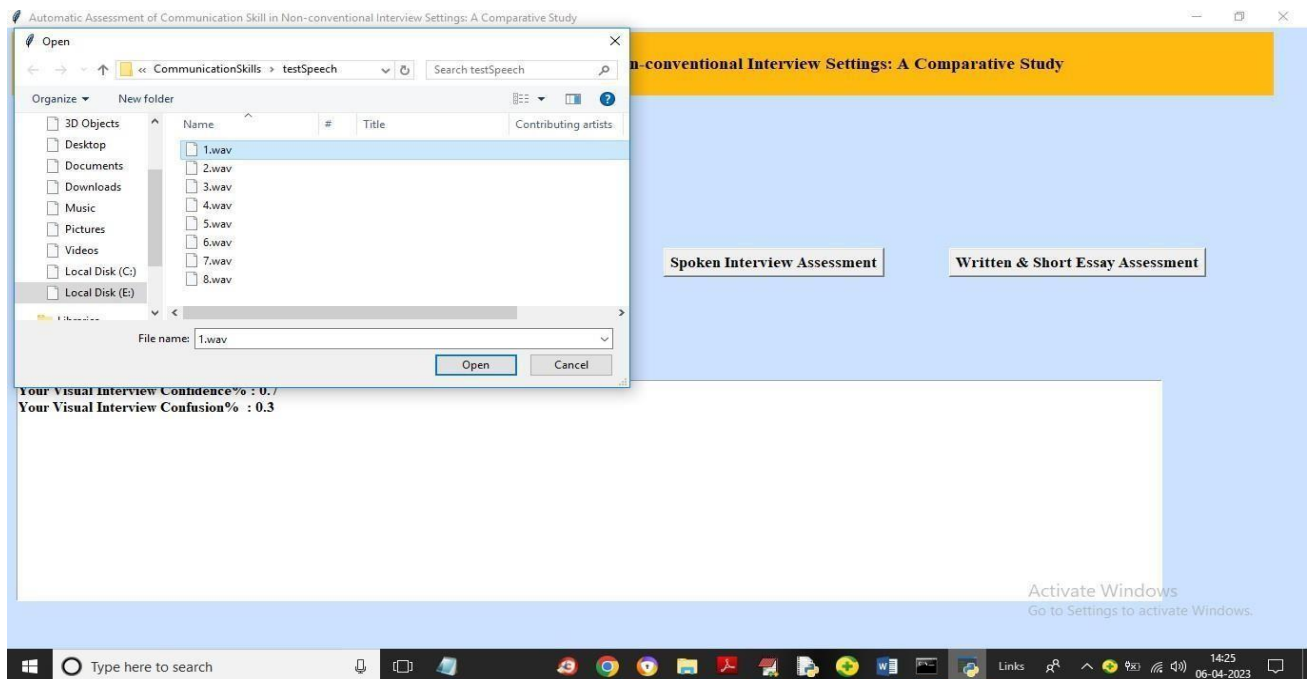 Automatic Assessment of Communication Skill in Non-conventional Interview Settings: A Comparative Study
Open
n-conventional Interview Settings: A Comparative Study
« CommunicationSkills > testSpeech
Search testSpeech
Organize
New folder
3D Objects
Desktop
Documents
Downloads
Music
Pictures
Videos
Local Disk (C:)
Local Disk (E:)
Name # Title Contributing artists
1.wav
2.wav
3.wav
4.wav
5.wav
6.wav
7.wav
8.wav
File name: 1.wav
Open Cancel
Spoken Interview Assessment
Written & Short Essay Assessment
Your Visual Interview Confidence% : 0.7
Your Visual Interview Confusion% : 0.3
Activate Windows
Go to Settings to activate Windows.
Type here to search
Links
14:25
06-04-2023